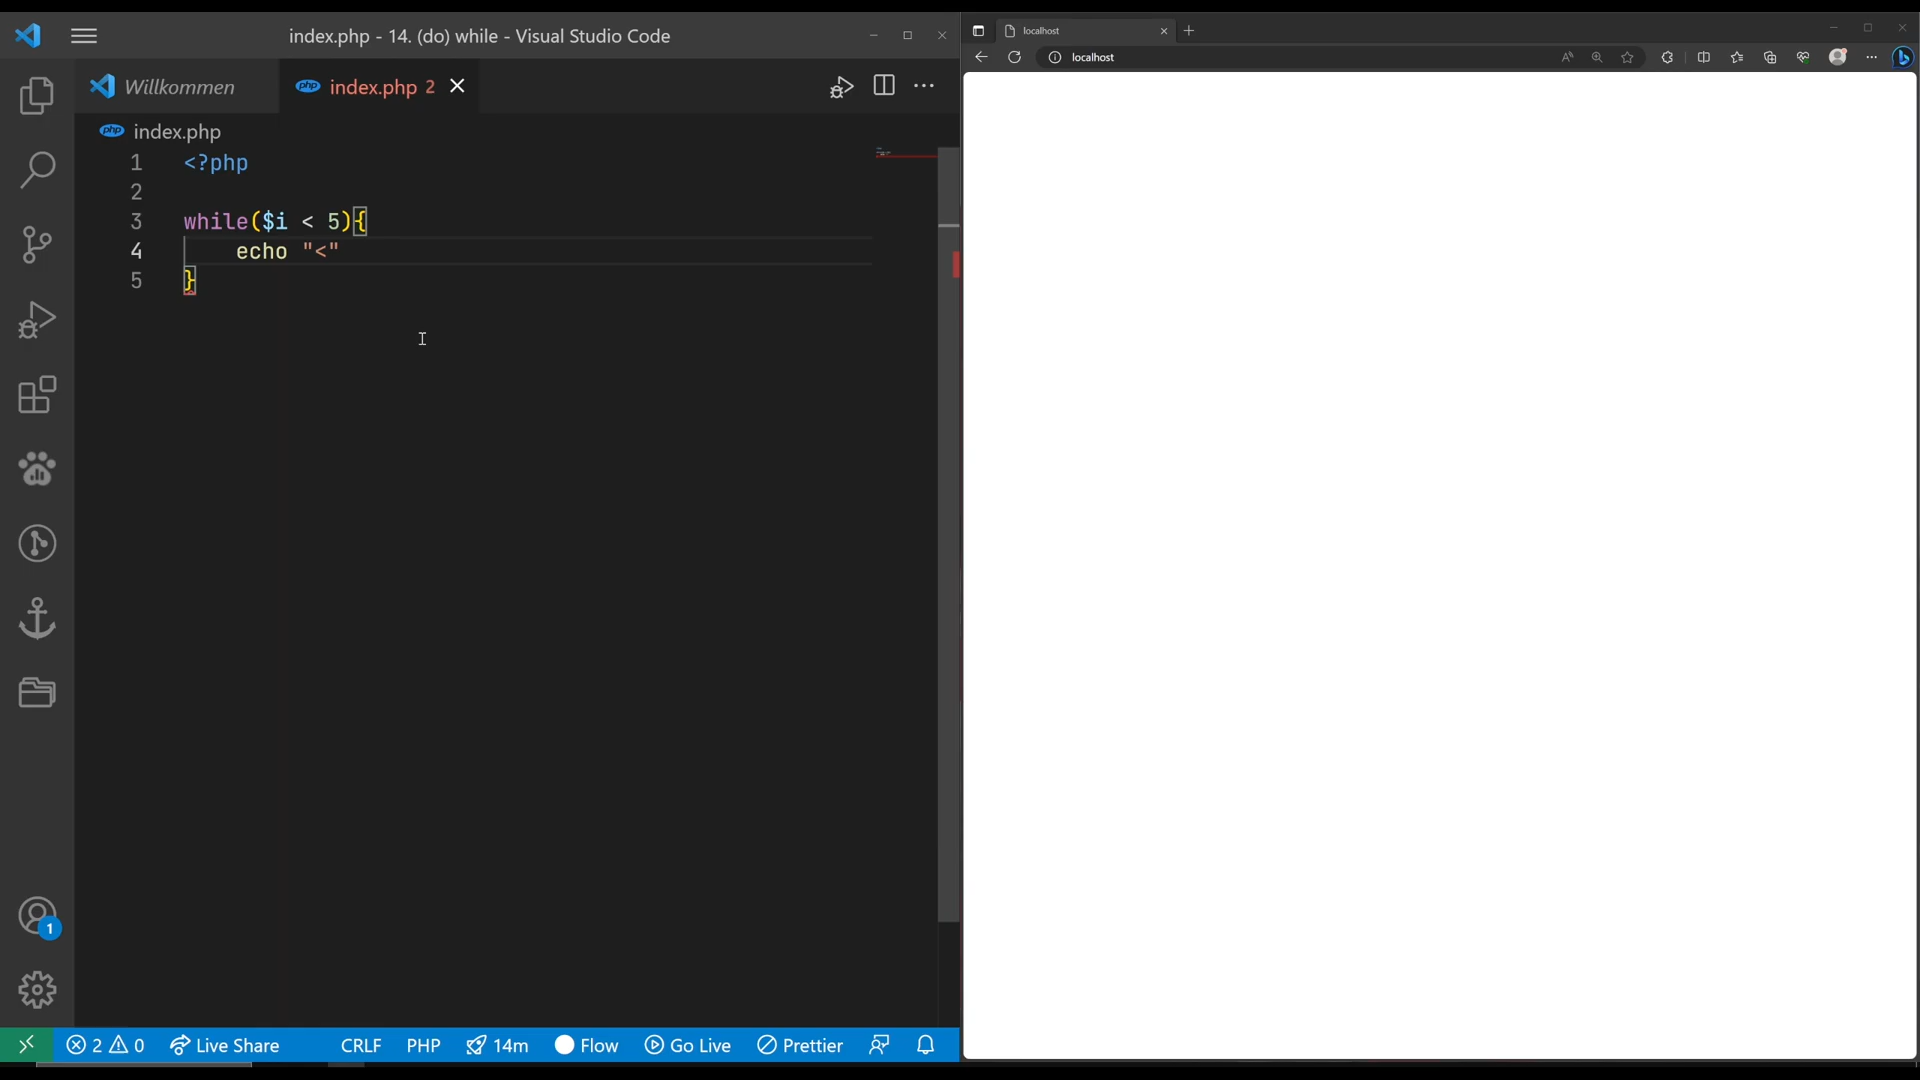 index.php - 14. (do) while - Visual Studio Code
Willkommen
index.php 2
index.php
1 <?php
2
3 while($i < 5){
4     echo "<"
5 }
1
2 0 Live Share CRLF PHP 14m Flow Go Live Prettier
localhost
localhost